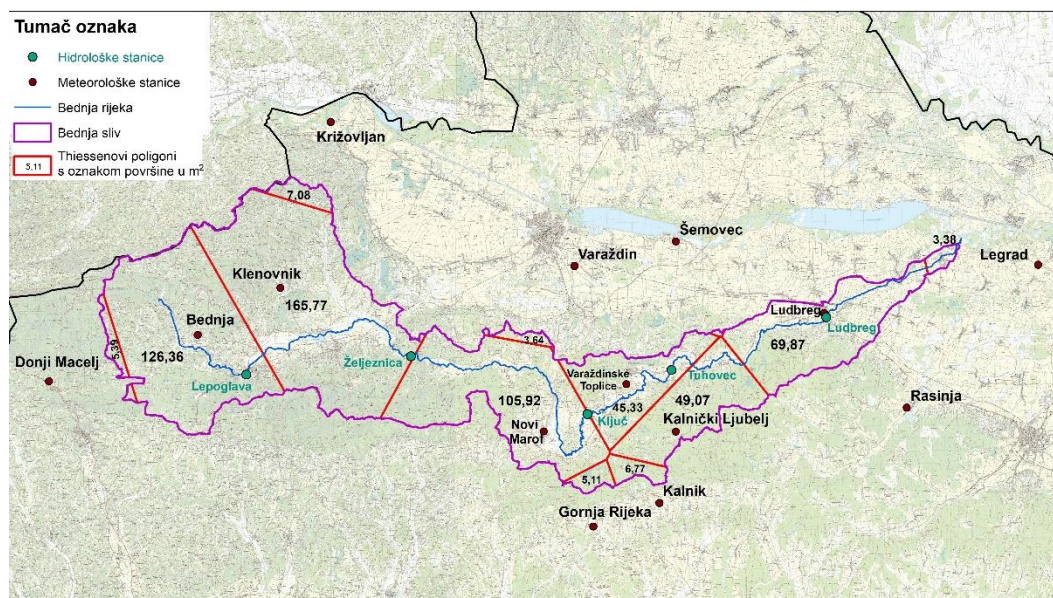 Tumač oznaka
Hidrološke stanice
Meteorološke stanice
Bednja rijeka
Bednja sliv
5,11
Thiessenovi poligoni
s oznakom površine u m²
Križovljan
7,08
Šemovec
Varaždin
3,38
Legrad
Klenovnik
165,77
Bednja
Ludbreg
Ludbreg
69,87
5,39
126,36
Željeznica
3,64
Donji Macelj
Lepoglava
Varaždinske
Toplice
Tuhovec
49,07
Rasinja
105,92
45,33
Ključ
Novi
Marof
Kalnički Ljubelj
6,77
5,11
Kalnik
Gornja Rijeka